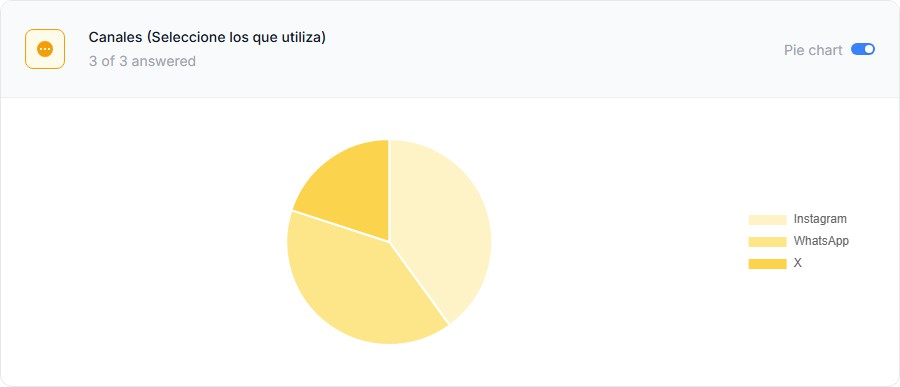 Canales (Seleccione los que utiliza)
3 of 3 answered
Pie chart
Instagram
WhatsApp
X